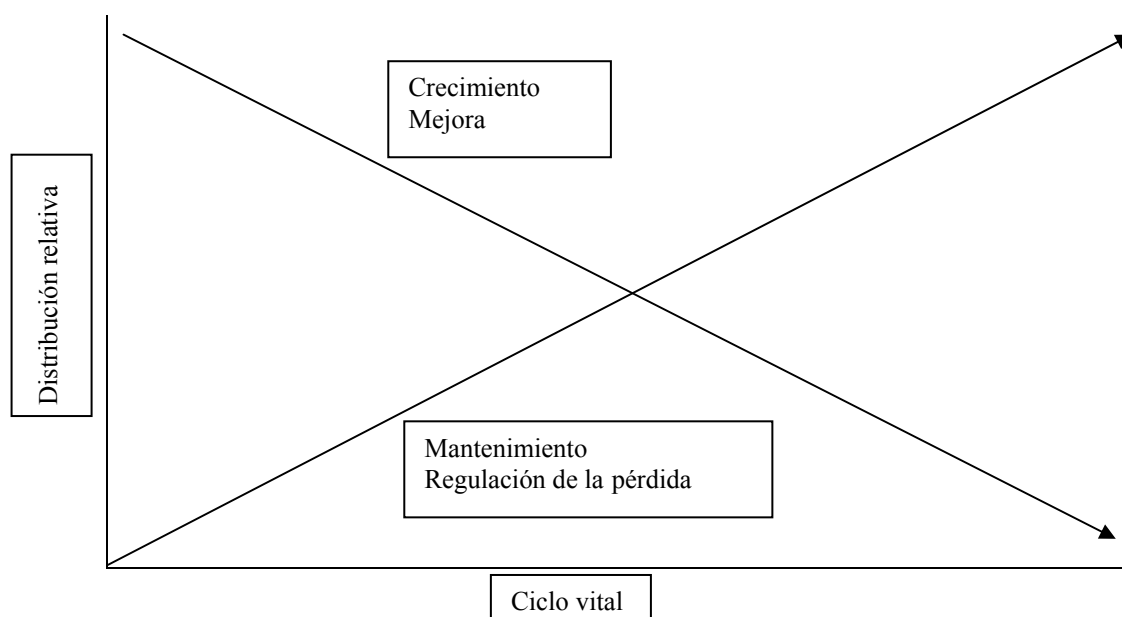 Crecimiento
Mejora
Distribución relativa
Mantenimiento
Regulación de la pérdida
Ciclo vital